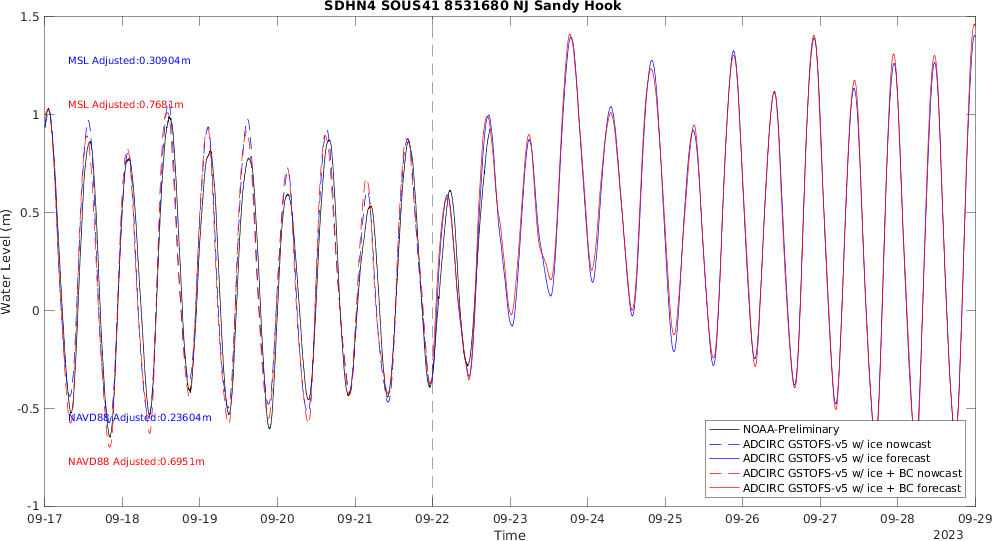 SDHN4 SOUS41 8531680 NJ Sandy Hook
1.5
MSL Adjusted:0.30904m
MSL Adjusted:0.7681m
1
0.5
Water Level (m)
0
-0.5
NAVD88 Adjusted:0.23604m
NAVD88 Adjusted:0.6951m
-1
NOAA-Preliminary
ADCIRC GSTOFS-v5 w/ ice nowcast
ADCIRC GSTOFS-v5 w/ ice forecast
ADCIRC GSTOFS-v5 w/ ice + BC nowcast
ADCIRC GSTOFS-v5 w/ ice + BC forecast
09-17 09-18 09-19 09-20 09-21 09-22 09-23 09-24 09-25 09-26 09-27 09-28 09-29
Time
2023